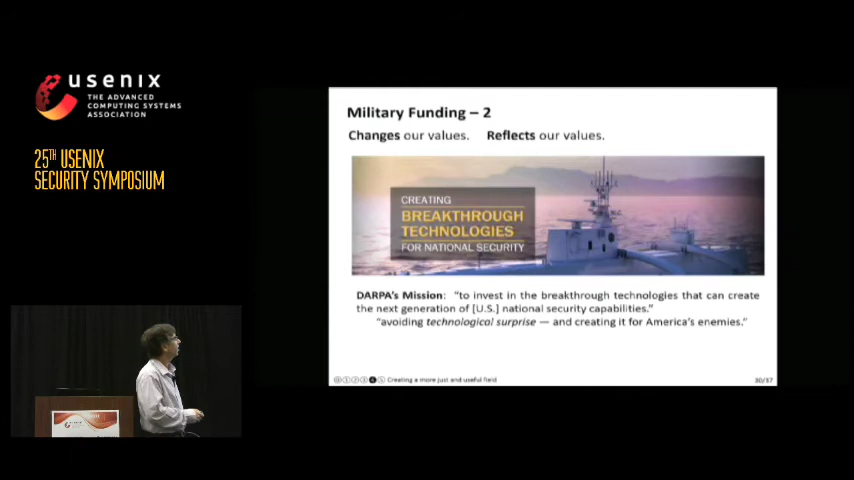 usenix
THE ADVANCED
COMPUTING SYSTEMS
ASSOCIATION
25TH USENIX
SECURITY SYMPOSIUM
Military Funding – 2
Changes our values. Reflects our values.
CREATING
BREAKTHROUGH
TECHNOLOGIES
FOR NATIONAL SECURITY
DARPA's Mission: "to invest in the breakthrough technologies that can create
the next generation of [U.S.] national security capabilities."
"avoiding technological surprise — and creating it for America's enemies."
Creating a more just and useful field
30/37
usenix